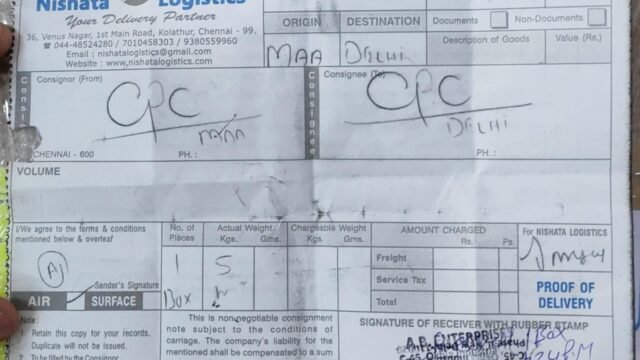 Nishata Logistics
Your Delivery Partner
36, Venus Nagar, 1st Main Road, Kolathur, Chennai - 99.
044-48524280 / 7010458303 / 9380559960
Email : nishatalogistics@gmail.com
Website : www.nishatalogistics.com
ORIGIN
DESTINATION
Documents
Non-Documents
MAA
DELHI
Description of Goods
Value (Rs.)
Consignor (From)
CPC
MAA
CHENNAI - 600
PH. :
Consignee (To)
CPC
DELHI
PH. :
VOLUME
I/We agree to the terms & conditions
mentioned below & overleaf
Sender's Signature
AIR
SURFACE
No. of Pieces
Actual Weight
Kgs. Gms.
Chargeable Weight
Kgs. Gms.
1
5
Box
AMOUNT CHARGED
Rs. Ps.
Freight
Service Tax
Total
For NISHATA LOGISTICS
PROOF OF
DELIVERY
Note :
1. Retain this copy for your records.
Duplicate will not be issued.
2. To be filled by the Consignor
This is non-negotiable consignment
note subject to the conditions of
carriage. The company's liability for
the mentioned shall be compensated to a sum
SIGNATURE OF RECEIVER WITH RUBBER STAMP
A.P. ENTERPRISES